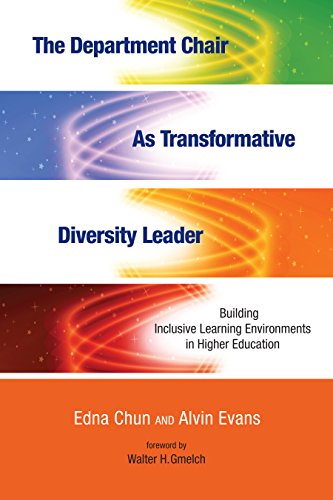 The Department Chair
As Transformative
Diversity Leader
Building
Inclusive Learning Environments
in Higher Education
Edna Chun AND Alvin Evans
foreword by
Walter H.Gmelch